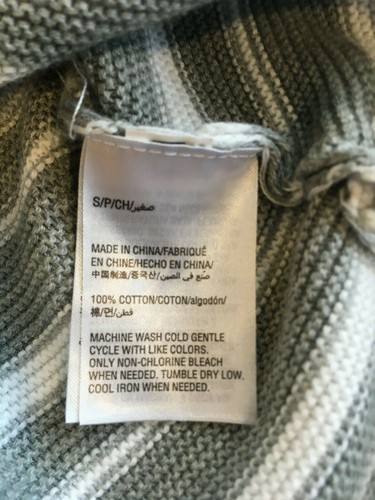 S/P/CH/صغير
MADE IN CHINA/FABRIQUÉ
EN CHINE/HECHO EN CHINA/
中国制造/중국산/صنع في الصين
100% COTTON/COTON/algodón/
棉/면/قطن
MACHINE WASH COLD GENTLE
CYCLE WITH LIKE COLORS.
ONLY NON-CHLORINE BLEACH
WHEN NEEDED. TUMBLE DRY LOW.
COOL IRON WHEN NEEDED.